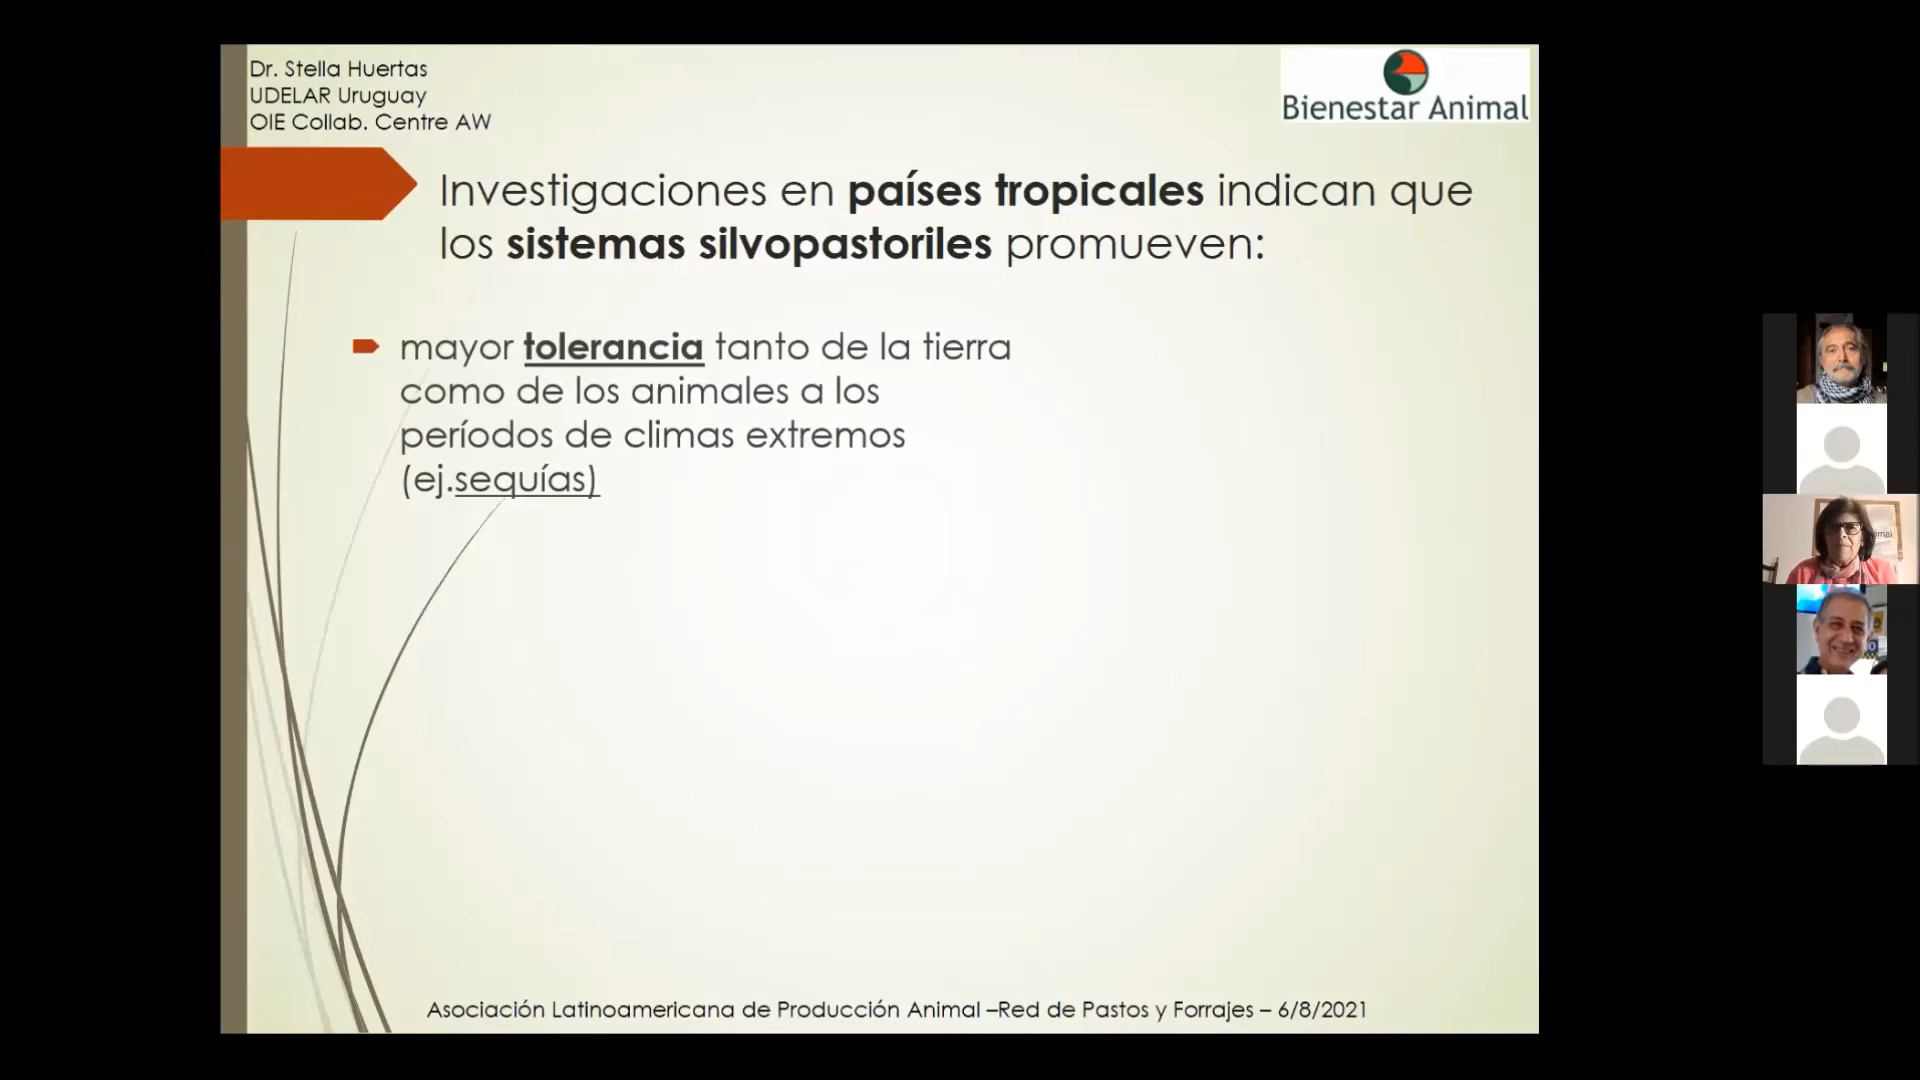 Dr. Stella Huertas
UDELAR Uruguay
OIE Collab. Centre AW
Bienestar Animal
Investigaciones en países tropicales indican que
los sistemas silvopastoriles promueven:
mayor tolerancia tanto de la tierra
como de los animales a los
períodos de climas extremos
(ej.sequías)
Asociación Latinoamericana de Producción Animal –Red de Pastos y Forrajes – 6/8/2021